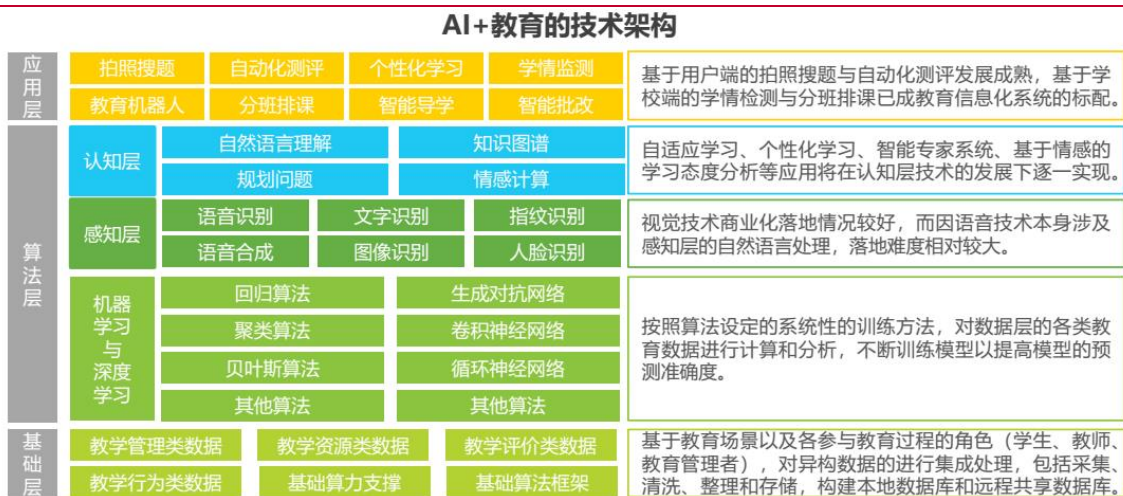 AI+教育的技术架构
应用层
拍照搜题
自动化测评
个性化学习
学情监测
教育机器人
分班排课
智能导学
智能批改
基于用户端的拍照搜题与自动化测评发展成熟，基于学
校端的学情检测与分班排课已成教育信息化系统的标配。
算法层
认知层
自然语言理解
知识图谱
规划问题
情感计算
自适应学习、个性化学习、智能专家系统、基于情感的
学习态度分析等应用将在认知层技术的发展下逐一实现。
感知层
语音识别
文字识别
指纹识别
语音合成
图像识别
人脸识别
视觉技术商业化落地情况较好，而因语音技术本身涉及
感知层的自然语言处理，落地难度相对较大。
机器
学习
与
深度
学习
回归算法
生成对抗网络
聚类算法
卷积神经网络
贝叶斯算法
循环神经网络
其他算法
其他算法
按照算法设定的系统性的训练方法，对数据层的各类教
育数据进行计算和分析，不断训练模型以提高模型的预
测准确度。
基础层
教学管理类数据
教学资源类数据
教学评价类数据
教学行为类数据
基础算力支撑
基础算法框架
基于教育场景以及各参与教育过程的角色（学生、教师、
教育管理者），对异构数据的进行集成处理，包括采集、
清洗、整理和存储，构建本地数据库和远程共享数据库。